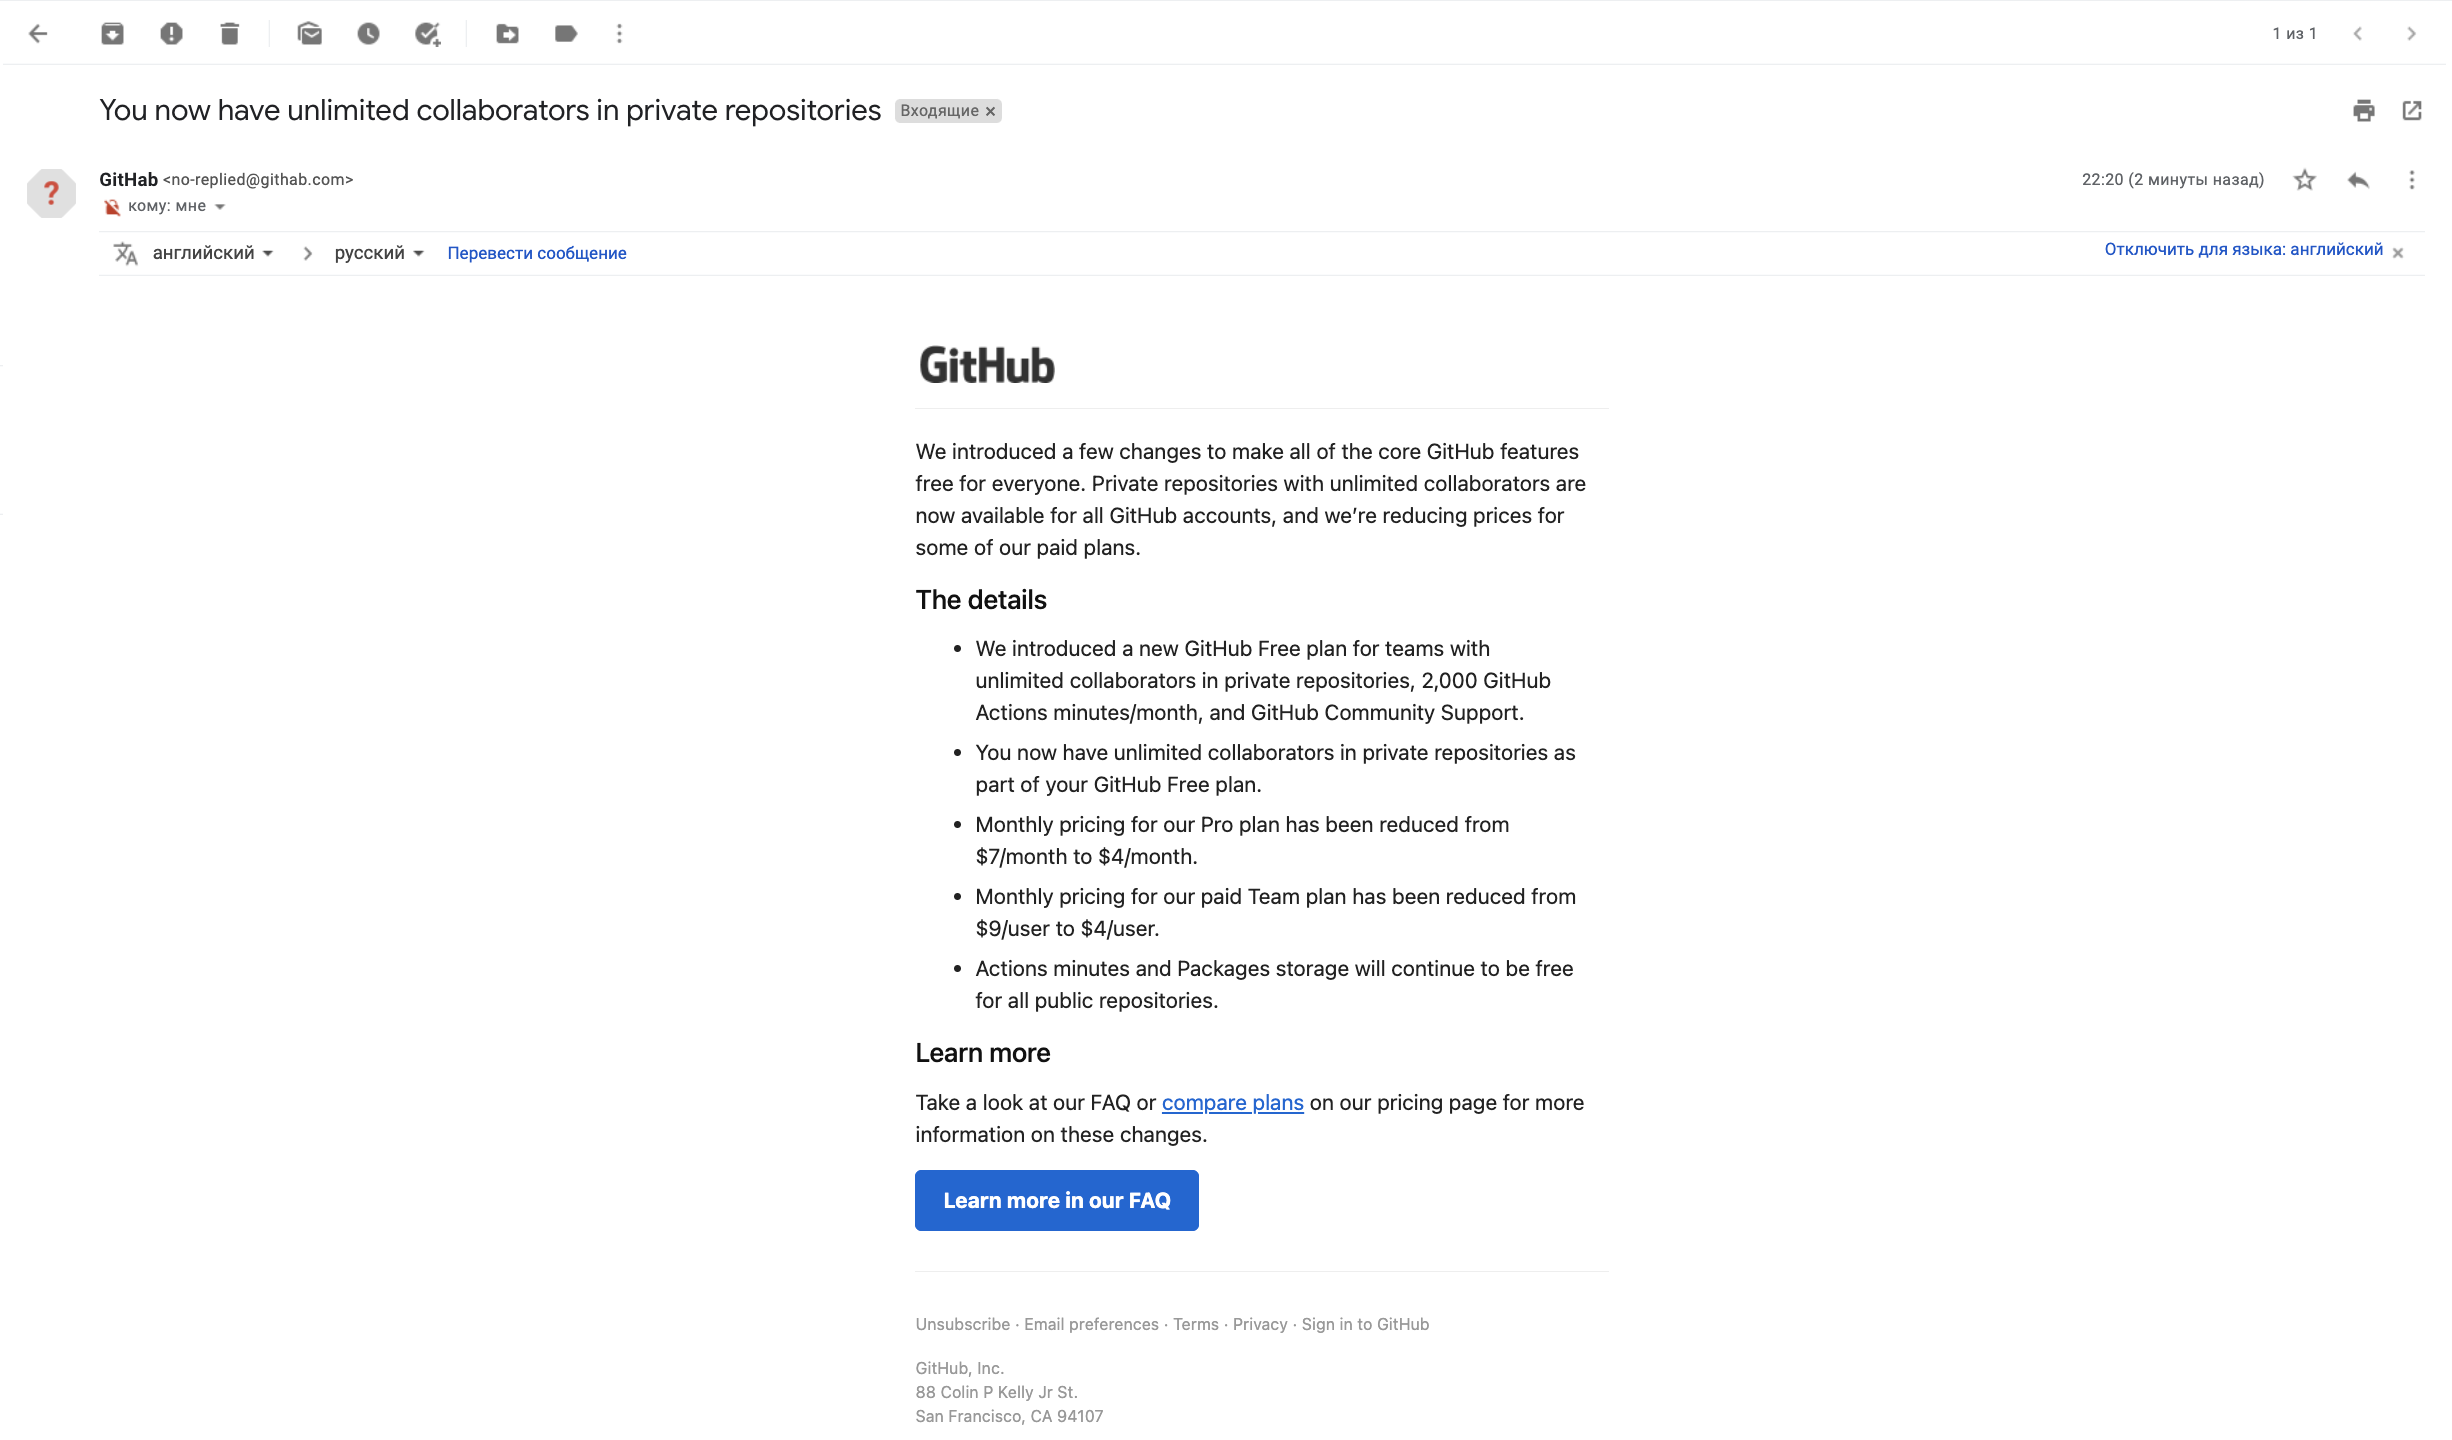 1 из 1
You now have unlimited collaborators in private repositories Входящие ×
?
GitHab <no-replied@githab.com>
22:20 (2 минуты назад)
кому: мне
английский > русский Перевести сообщение
Отключить для языка: английский ×
GitHub
We introduced a few changes to make all of the core GitHub features
free for everyone. Private repositories with unlimited collaborators are
now available for all GitHub accounts, and we’re reducing prices for
some of our paid plans.
The details
• We introduced a new GitHub Free plan for teams with
unlimited collaborators in private repositories, 2,000 GitHub
Actions minutes/month, and GitHub Community Support.
• You now have unlimited collaborators in private repositories as
part of your GitHub Free plan.
• Monthly pricing for our Pro plan has been reduced from
$7/month to $4/month.
• Monthly pricing for our paid Team plan has been reduced from
$9/user to $4/user.
• Actions minutes and Packages storage will continue to be free
for all public repositories.
Learn more
Take a look at our FAQ or compare plans on our pricing page for more
information on these changes.
Learn more in our FAQ
Unsubscribe · Email preferences · Terms · Privacy · Sign in to GitHub
GitHub, Inc.
88 Colin P Kelly Jr St.
San Francisco, CA 94107